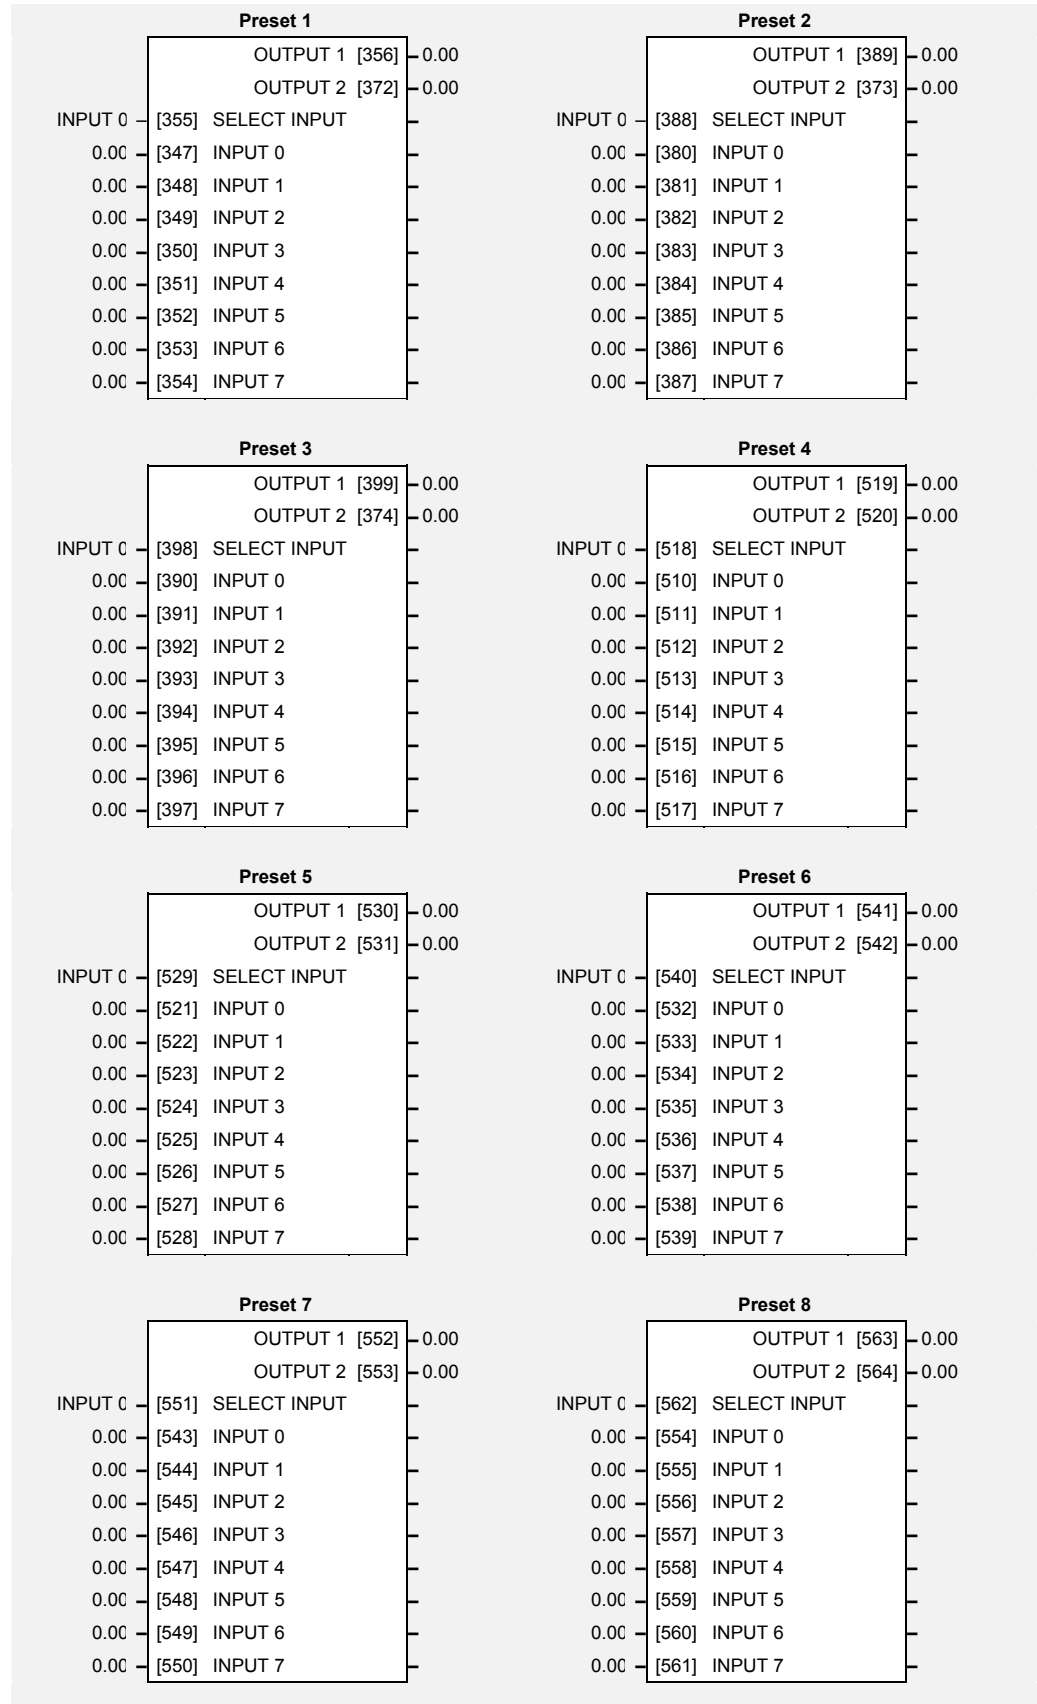 Preset 1
OUTPUT 1 [356] 0.00
OUTPUT 2 [372] 0.00
INPUT 0 [355] SELECT INPUT
0.00 [347] INPUT 0
0.00 [348] INPUT 1
0.00 [349] INPUT 2
0.00 [350] INPUT 3
0.00 [351] INPUT 4
0.00 [352] INPUT 5
0.00 [353] INPUT 6
0.00 [354] INPUT 7
Preset 2
OUTPUT 1 [389] 0.00
OUTPUT 2 [373] 0.00
INPUT 0 [388] SELECT INPUT
0.00 [380] INPUT 0
0.00 [381] INPUT 1
0.00 [382] INPUT 2
0.00 [383] INPUT 3
0.00 [384] INPUT 4
0.00 [385] INPUT 5
0.00 [386] INPUT 6
0.00 [387] INPUT 7
Preset 3
OUTPUT 1 [399] 0.00
OUTPUT 2 [374] 0.00
INPUT 0 [398] SELECT INPUT
0.00 [390] INPUT 0
0.00 [391] INPUT 1
0.00 [392] INPUT 2
0.00 [393] INPUT 3
0.00 [394] INPUT 4
0.00 [395] INPUT 5
0.00 [396] INPUT 6
0.00 [397] INPUT 7
Preset 4
OUTPUT 1 [519] 0.00
OUTPUT 2 [520] 0.00
INPUT 0 [518] SELECT INPUT
0.00 [510] INPUT 0
0.00 [511] INPUT 1
0.00 [512] INPUT 2
0.00 [513] INPUT 3
0.00 [514] INPUT 4
0.00 [515] INPUT 5
0.00 [516] INPUT 6
0.00 [517] INPUT 7
Preset 5
OUTPUT 1 [530] 0.00
OUTPUT 2 [531] 0.00
INPUT 0 [529] SELECT INPUT
0.00 [521] INPUT 0
0.00 [522] INPUT 1
0.00 [523] INPUT 2
0.00 [524] INPUT 3
0.00 [525] INPUT 4
0.00 [526] INPUT 5
0.00 [527] INPUT 6
0.00 [528] INPUT 7
Preset 6
OUTPUT 1 [541] 0.00
OUTPUT 2 [542] 0.00
INPUT 0 [540] SELECT INPUT
0.00 [532] INPUT 0
0.00 [533] INPUT 1
0.00 [534] INPUT 2
0.00 [535] INPUT 3
0.00 [536] INPUT 4
0.00 [537] INPUT 5
0.00 [538] INPUT 6
0.00 [539] INPUT 7
Preset 7
OUTPUT 1 [552] 0.00
OUTPUT 2 [553] 0.00
INPUT 0 [551] SELECT INPUT
0.00 [543] INPUT 0
0.00 [544] INPUT 1
0.00 [545] INPUT 2
0.00 [546] INPUT 3
0.00 [547] INPUT 4
0.00 [548] INPUT 5
0.00 [549] INPUT 6
0.00 [550] INPUT 7
Preset 8
OUTPUT 1 [563] 0.00
OUTPUT 2 [564] 0.00
INPUT 0 [562] SELECT INPUT
0.00 [554] INPUT 0
0.00 [555] INPUT 1
0.00 [556] INPUT 2
0.00 [557] INPUT 3
0.00 [558] INPUT 4
0.00 [559] INPUT 5
0.00 [560] INPUT 6
0.00 [561] INPUT 7